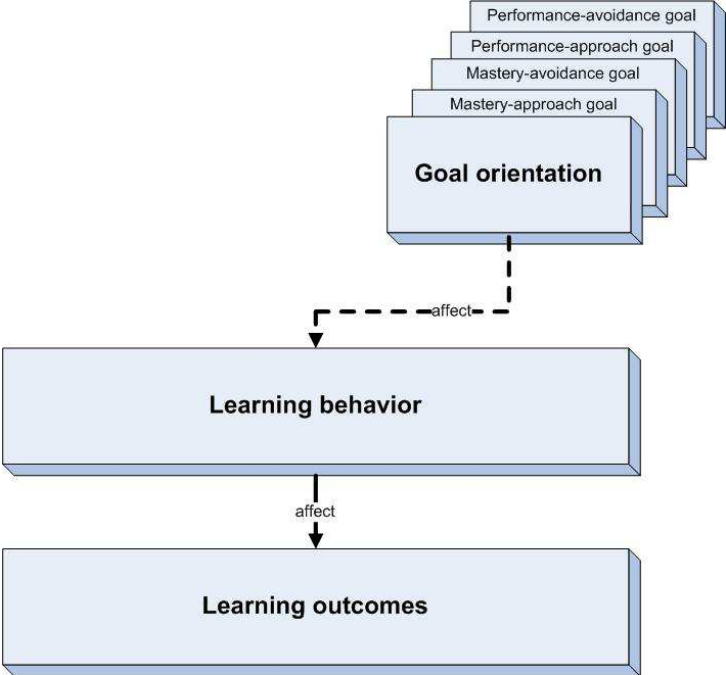 Performance-avoidance goal
Performance-approach goal
Mastery-avoidance goal
Mastery-approach goal
Goal orientation
affect
Learning behavior
affect
Learning outcomes